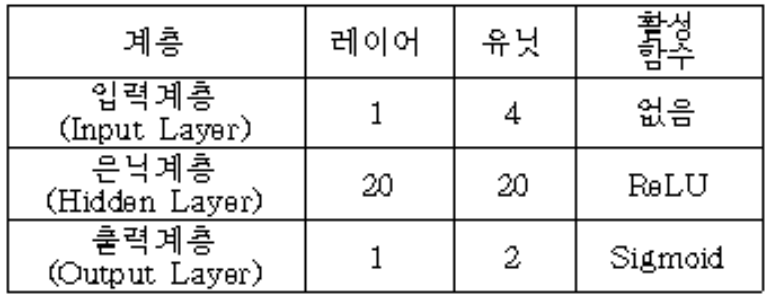 계층 레이어 유닛 활성
함수
입력계층
(Input Layer) 1 4 없음
은닉계층
(Hidden Layer) 20 20 ReLU
출력계층
(Output Layer) 1 2 Sigmoid